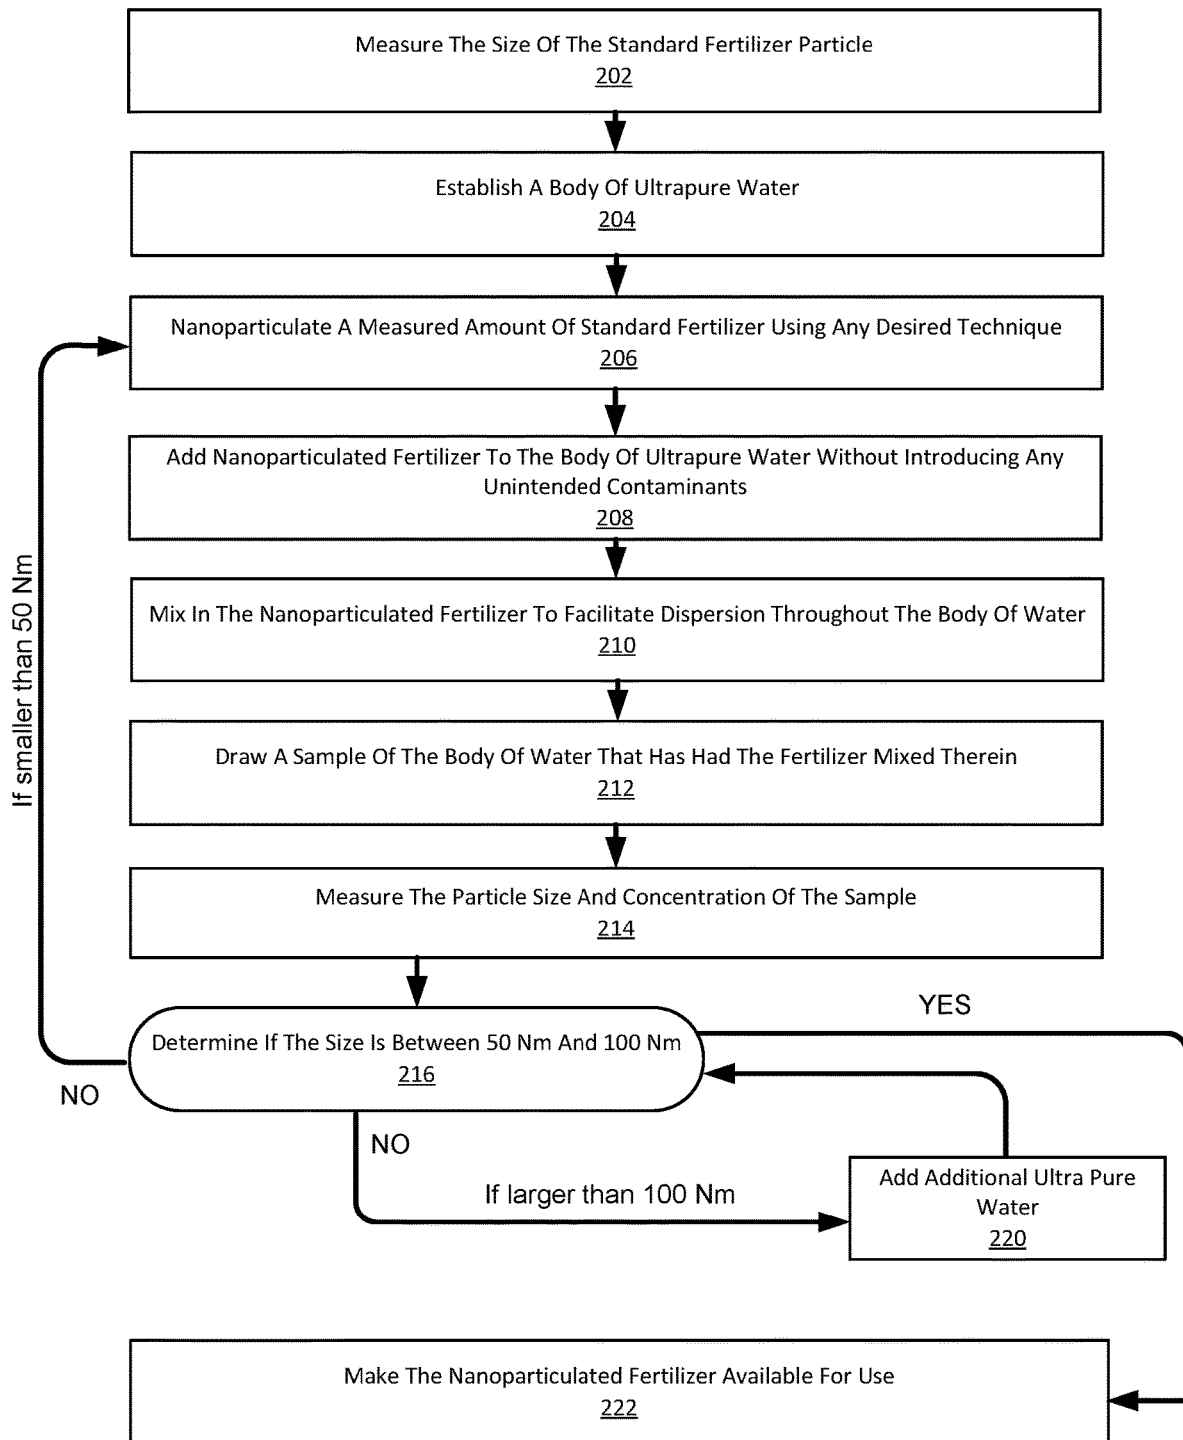 Measure The Size Of The Standard Fertilizer Particle
202
Establish A Body Of Ultrapure Water
204
Nanoparticulate A Measured Amount Of Standard Fertilizer Using Any Desired Technique
206
Add Nanoparticulated Fertilizer To The Body Of Ultrapure Water Without Introducing Any
Unintended Contaminants
208
Mix In The Nanoparticulated Fertilizer To Facilitate Dispersion Throughout The Body Of Water
210
If smaller than 50 Nm
Draw A Sample Of The Body Of Water That Has Had The Fertilizer Mixed Therein
212
Measure The Particle Size And Concentration Of The Sample
214
YES
Determine If The Size Is Between 50 Nm And 100 Nm
216
NO
NO
If larger than 100 Nm
Add Additional Ultra Pure
Water
220
Make The Nanoparticulated Fertilizer Available For Use
222